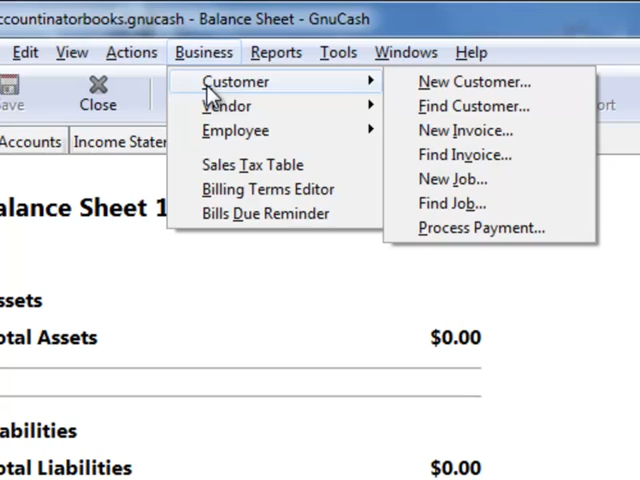 ccountinatorbooks.gnucash - Balance Sheet - GnuCash
Edit View Actions Business Reports Tools Windows Help
ave Close ort
Accounts Income Stater
Customer
Vendor
Employee
Sales Tax Table
Billing Terms Editor
Bills Due Reminder
New Customer...
Find Customer...
New Invoice...
Find Invoice...
New Job...
Find Job...
Process Payment...
alance Sheet 1
ssets
otal Assets $0.00
abilities
otal Liabilities $0.00